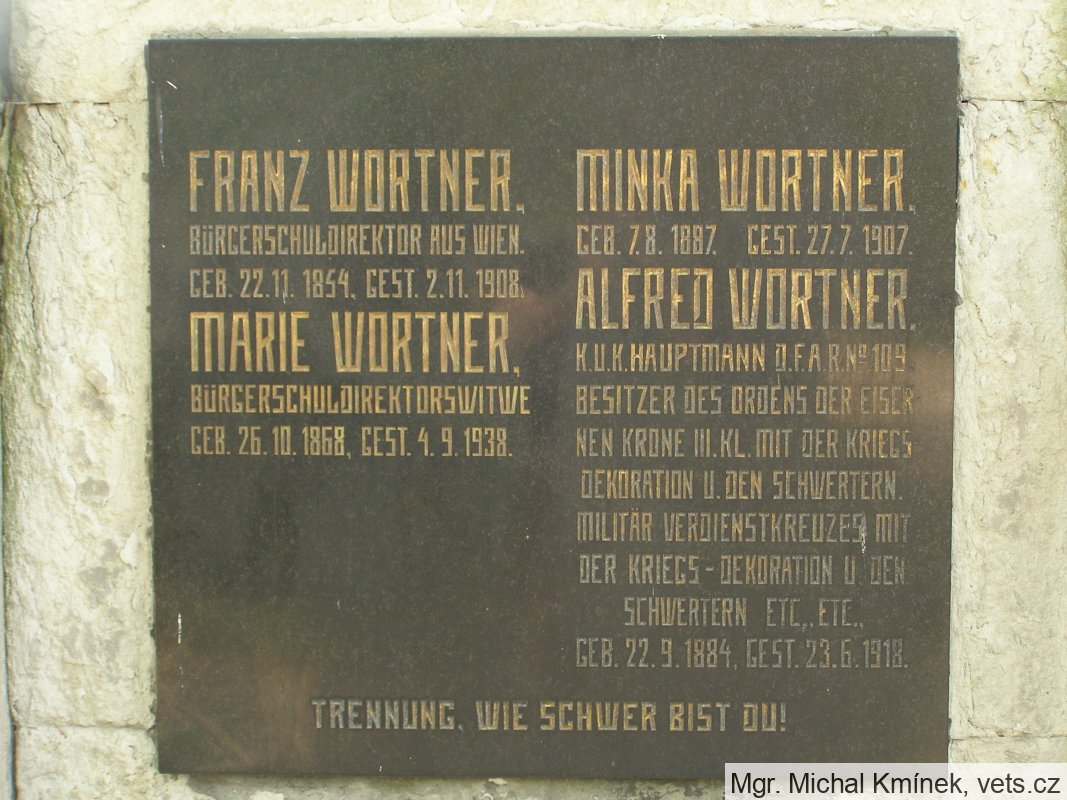 FRANZ WORTNER,
BÜRGERSCHULDIREKTOR AUS WIEN.
GEB. 22.11. 1854, GEST. 2.11. 1908.
MARIE WORTNER,
BÜRGERSCHULDIREKTORSWITWE
GEB. 26.10. 1868, GEST. 4.9.1938.
MINKA WORTNER,
GEB. 7.8. 1887, GEST. 27.7. 1907.
ALFRED WORTNER,
K.U.K.HAUPTMANN D.F.A.R.Nº 109.
BESITZER DES ORDENS DER EISER
NEN KRONE III. KL. MIT DER KRIEGS
DEKORATION U. DEN SCHWERTERN.
MILITÄR VERDIENSTKREUZES MIT
DER KRIEGS-DEKORATION U. DEN
SCHWERTERN ETC., ETC.,
GEB. 22.9.1884, GEST. 23.6.1918.
TRENNUNG, WIE SCHWER BIST DU!
Mgr. Michal Kmínek, vets.cz